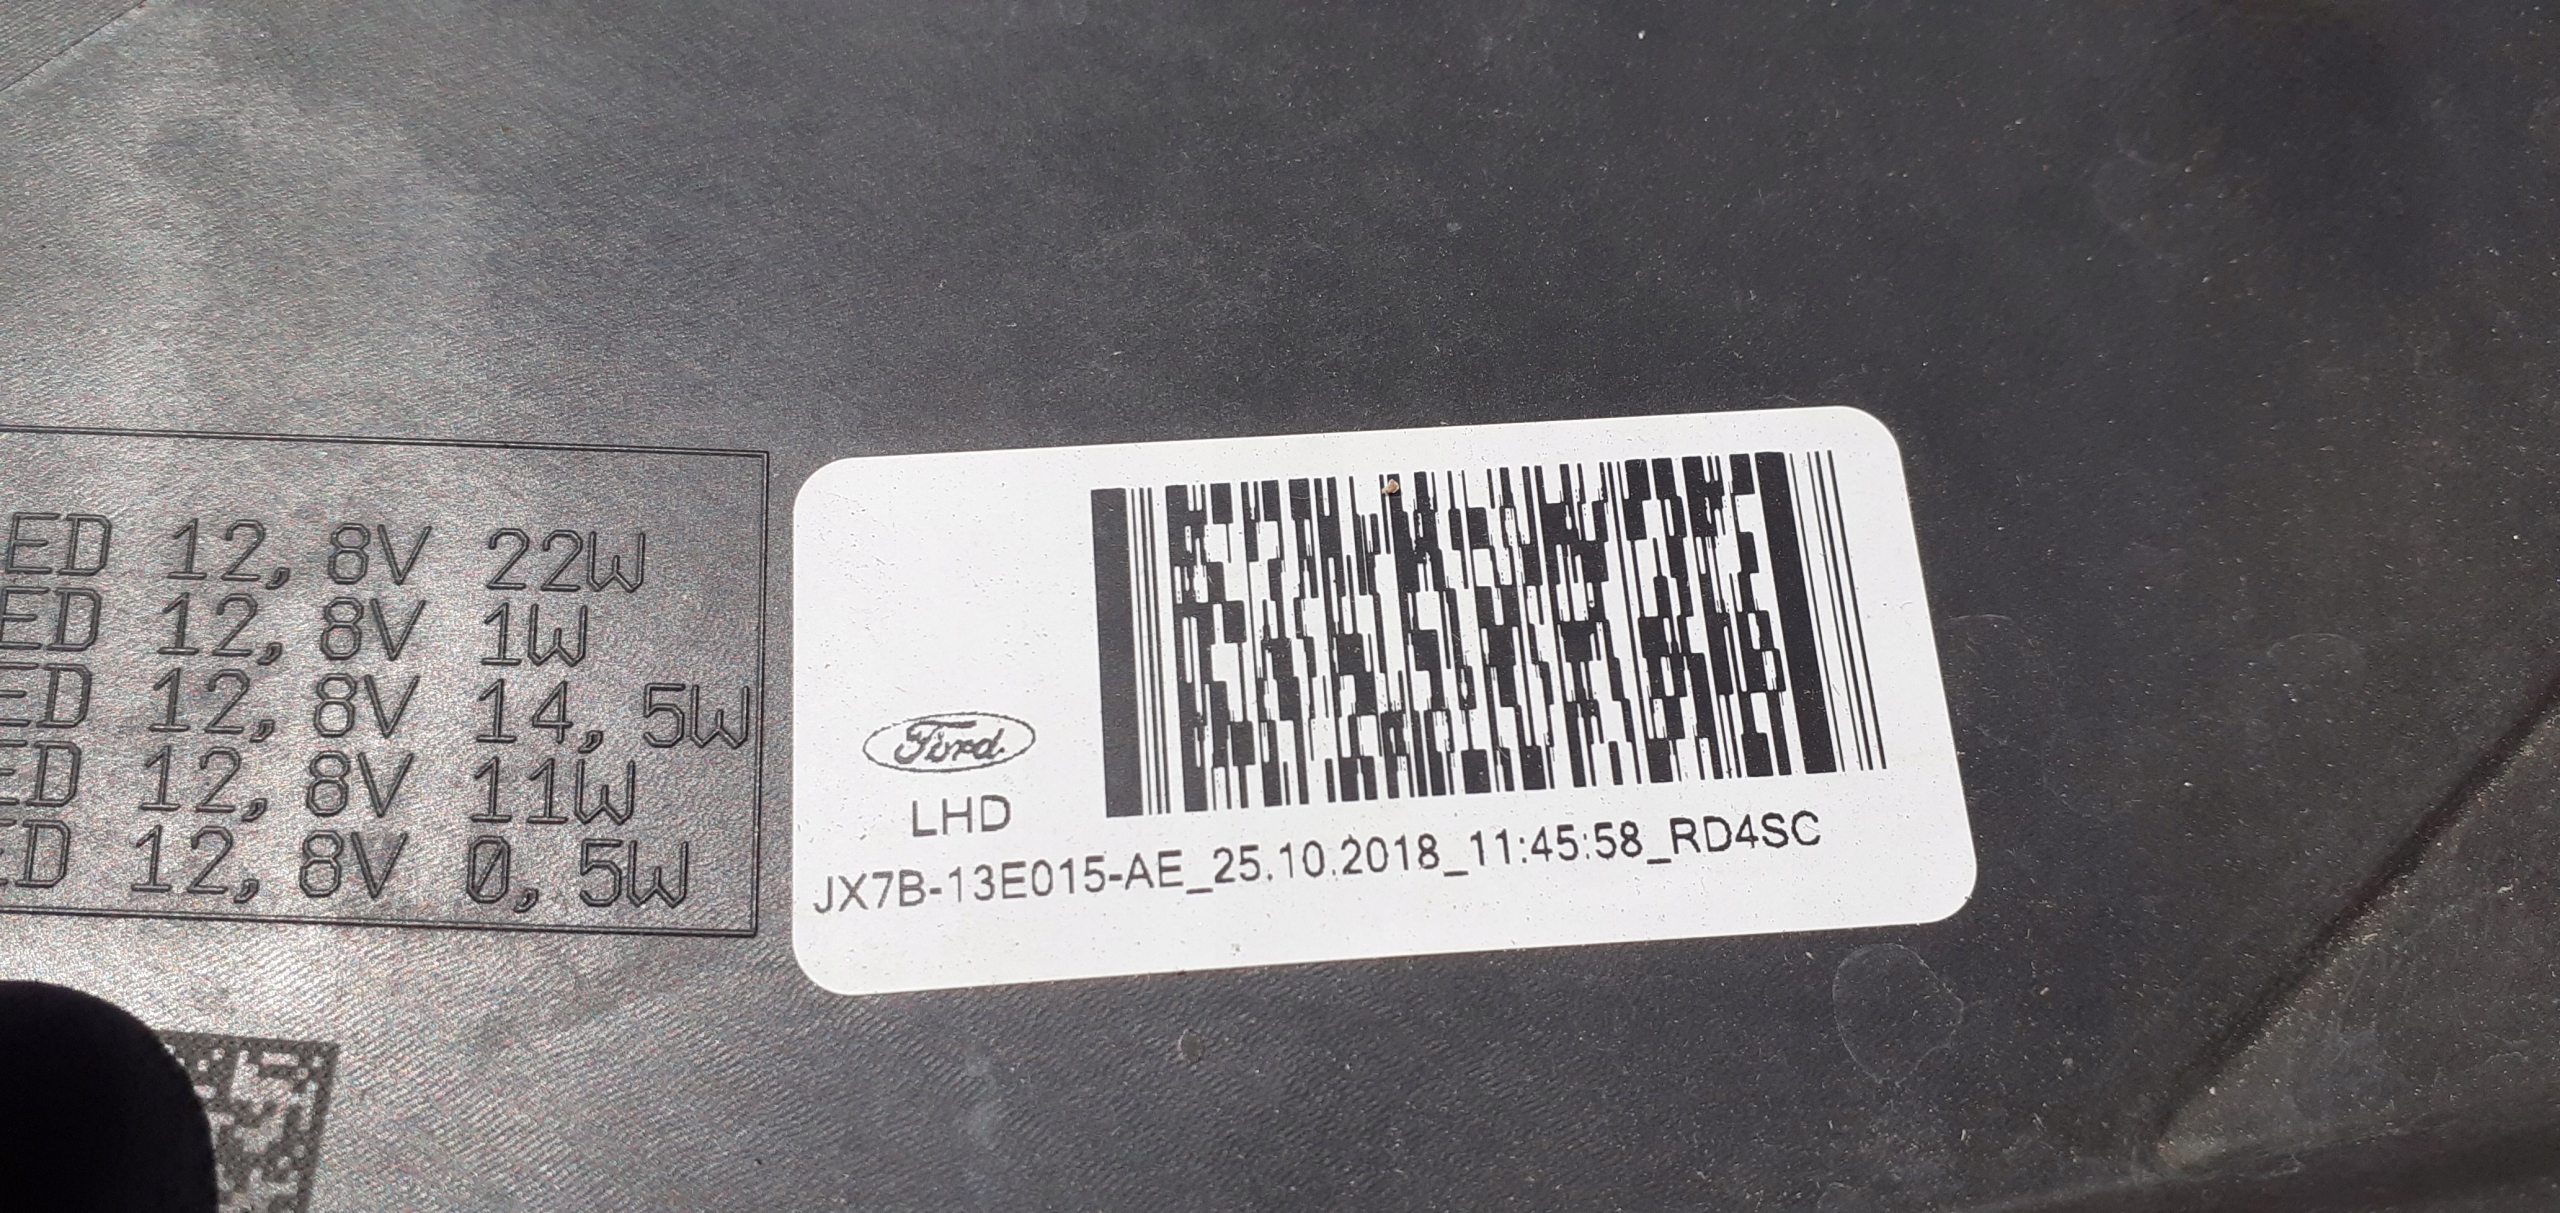 ED 12,8V 22W
ED 12,8V 1W
ED 12,8V 14,5W
ED 12,8V 11W
ED 12,8V 0,5W
Ford
LHD
JX7B-13E015-AE_25.10.2018_11:45:58_RD4SC